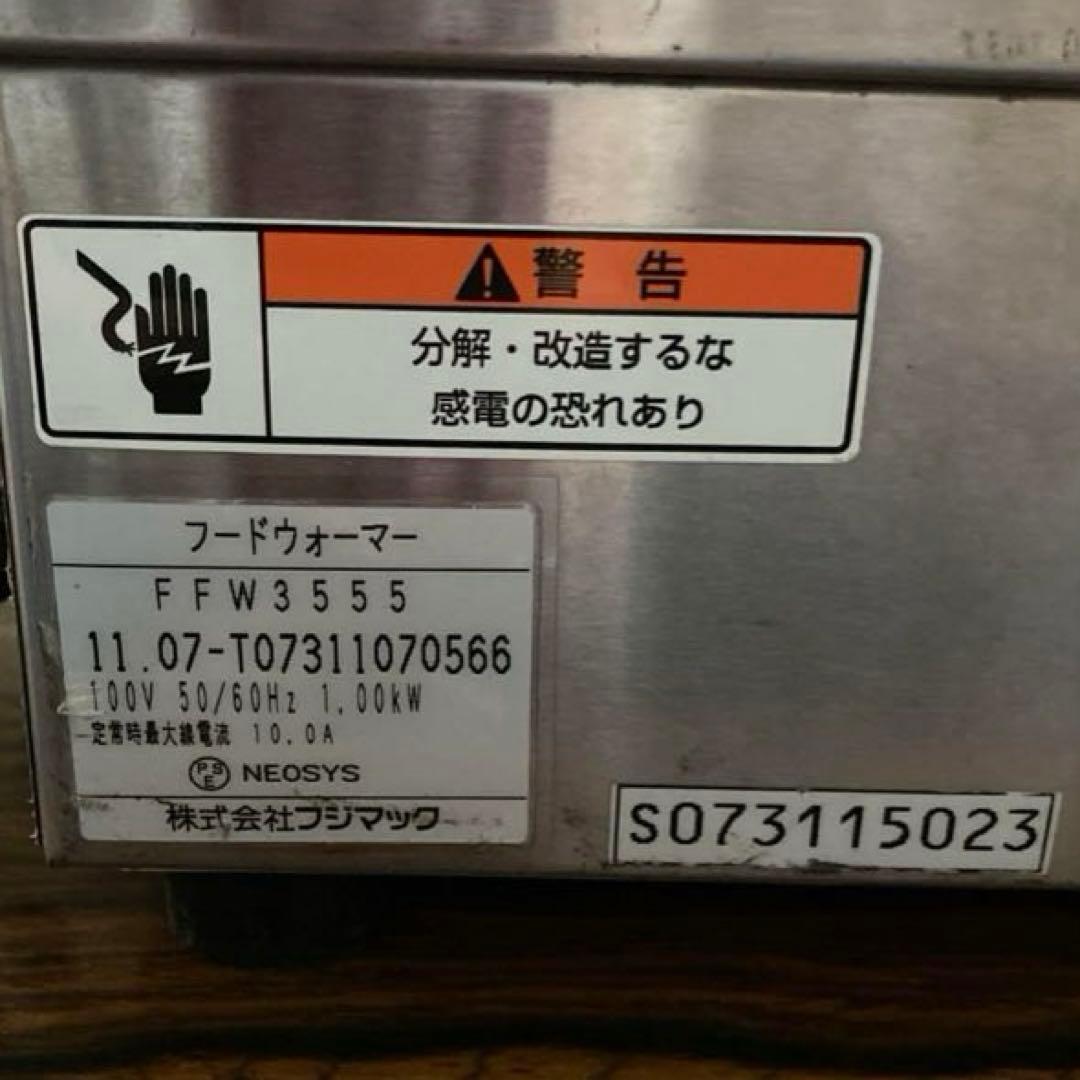 警 告
分解・改造するな
感電の恐れあり
フードウォーマー
FFW3555
11.07-T07311070566
100V 50/60Hz 1.00kW
定常時最大線電流 10.0A
PSE NEOSYS
株式会社フジマック
S073115023